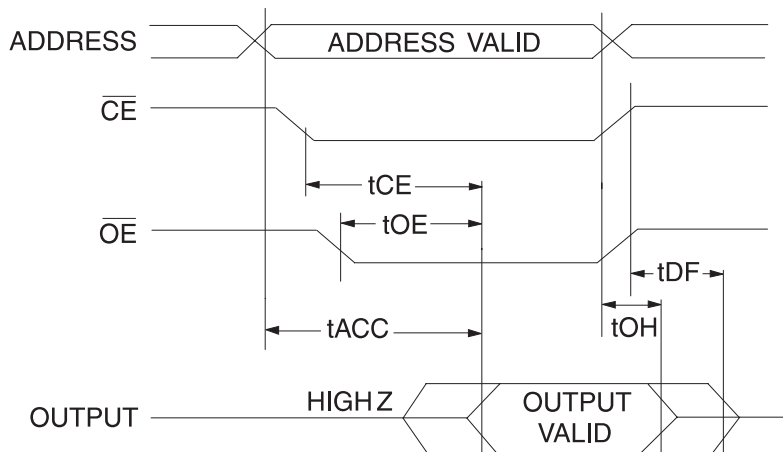 ADDRESS
ADDRESS VALID
CE
tCE
OE
tOE
tDF
tACC
tOH
OUTPUT
HIGH Z
OUTPUT
VALID